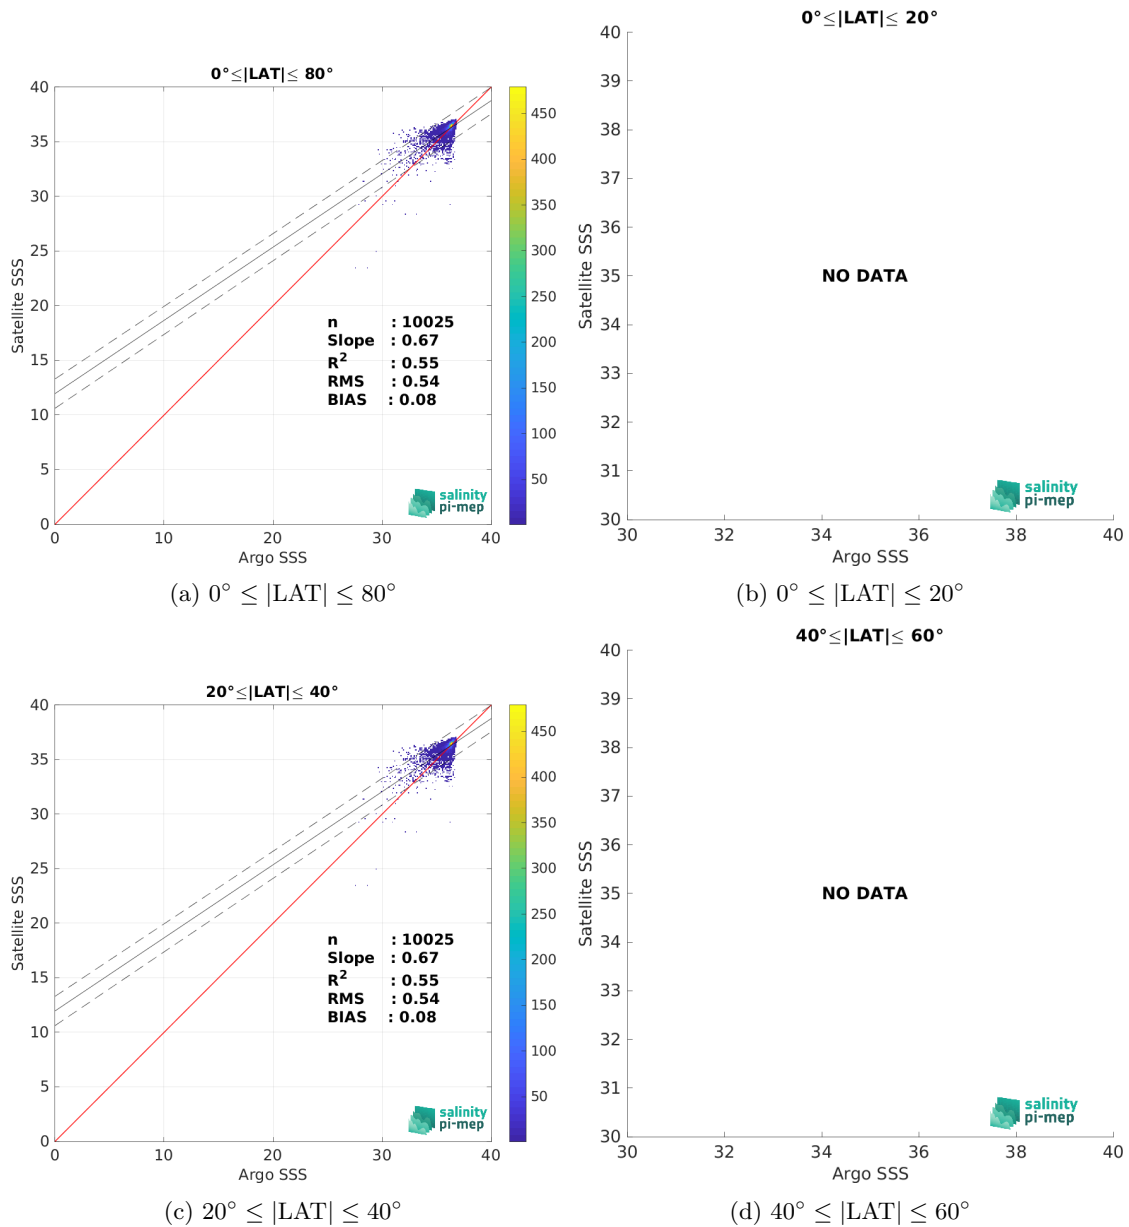 0°≤|LAT|≤ 80°
Satellite SSS
40
35
30
25
20
15
10
5
0
0 10 20 30 40
Argo SSS
n : 10025
Slope : 0.67
R² : 0.55
RMS : 0.54
BIAS : 0.08
salinity
pi-mep
450
400
350
300
250
200
150
100
50
(a) 0° ≤ |LAT| ≤ 80°
0°≤|LAT|≤ 20°
Satellite SSS
40
39
38
37
36
35
34
33
32
31
30
NO DATA
salinity
pi-mep
30 32 34 36 38 40
Argo SSS
(b) 0° ≤ |LAT| ≤ 20°
20°≤|LAT|≤ 40°
Satellite SSS
40
35
30
25
20
15
10
5
0
0 10 20 30 40
Argo SSS
n : 10025
Slope : 0.67
R² : 0.55
RMS : 0.54
BIAS : 0.08
salinity
pi-mep
450
400
350
300
250
200
150
100
50
(c) 20° ≤ |LAT| ≤ 40°
40°≤|LAT|≤ 60°
Satellite SSS
40
39
38
37
36
35
34
33
32
31
30
NO DATA
salinity
pi-mep
30 32 34 36 38 40
Argo SSS
(d) 40° ≤ |LAT| ≤ 60°